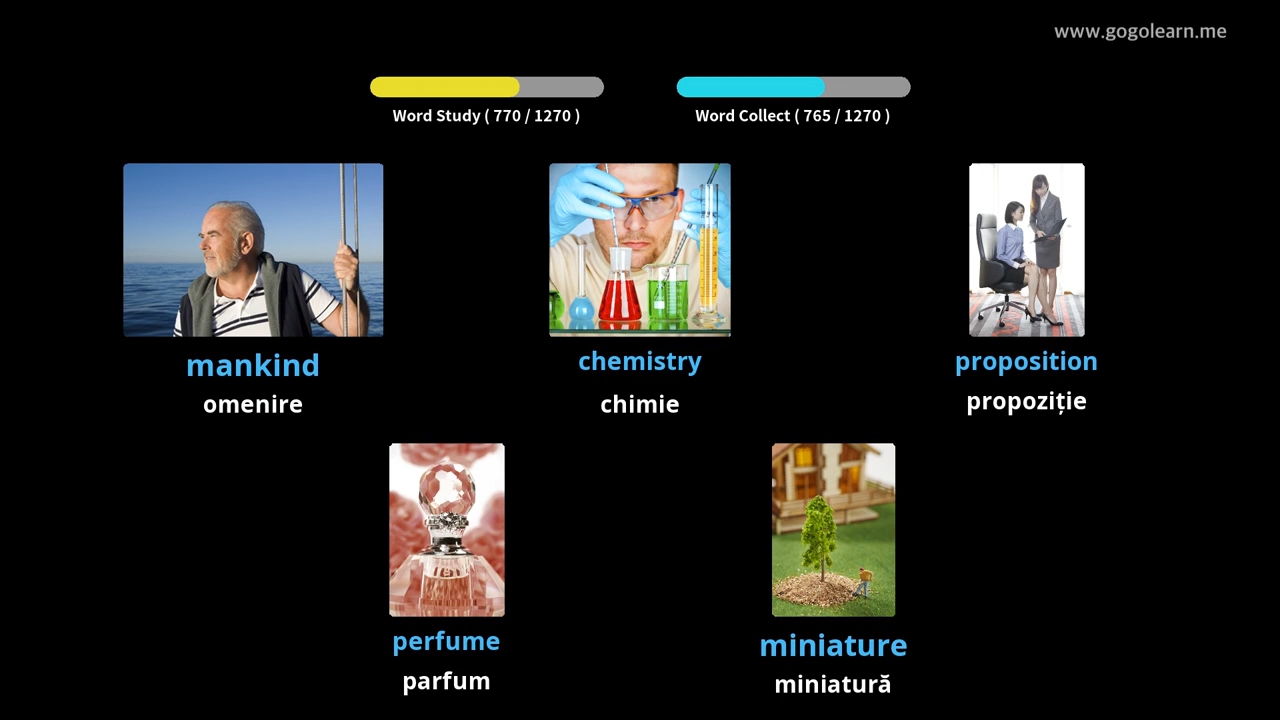 www.gogolearn.me
Word Study ( 770 / 1270 )
Word Collect ( 765 / 1270 )
mankind
omenire
chemistry
chimie
proposition
propoziție
perfume
parfum
miniature
miniatură